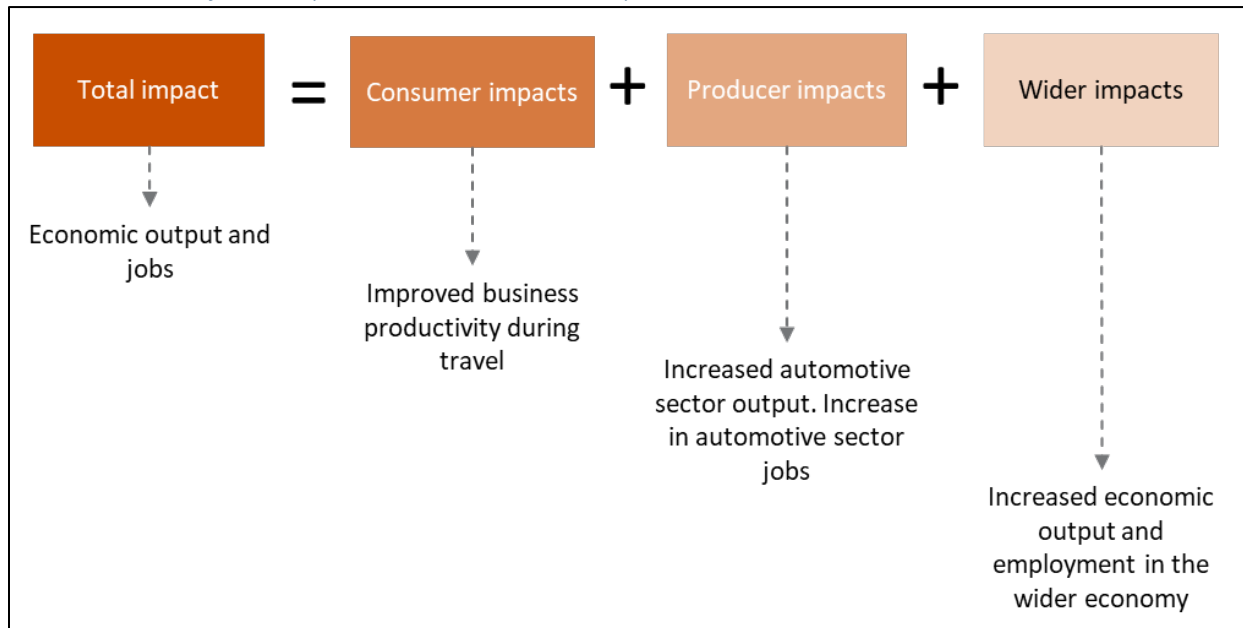 Total impact
=
Consumer impacts
+
Producer impacts
+
Wider impacts
Economic output and
jobs
Improved business
productivity during
travel
Increased automotive
sector output. Increase
in automotive sector
jobs
Increased economic
output and
employment in the
wider economy